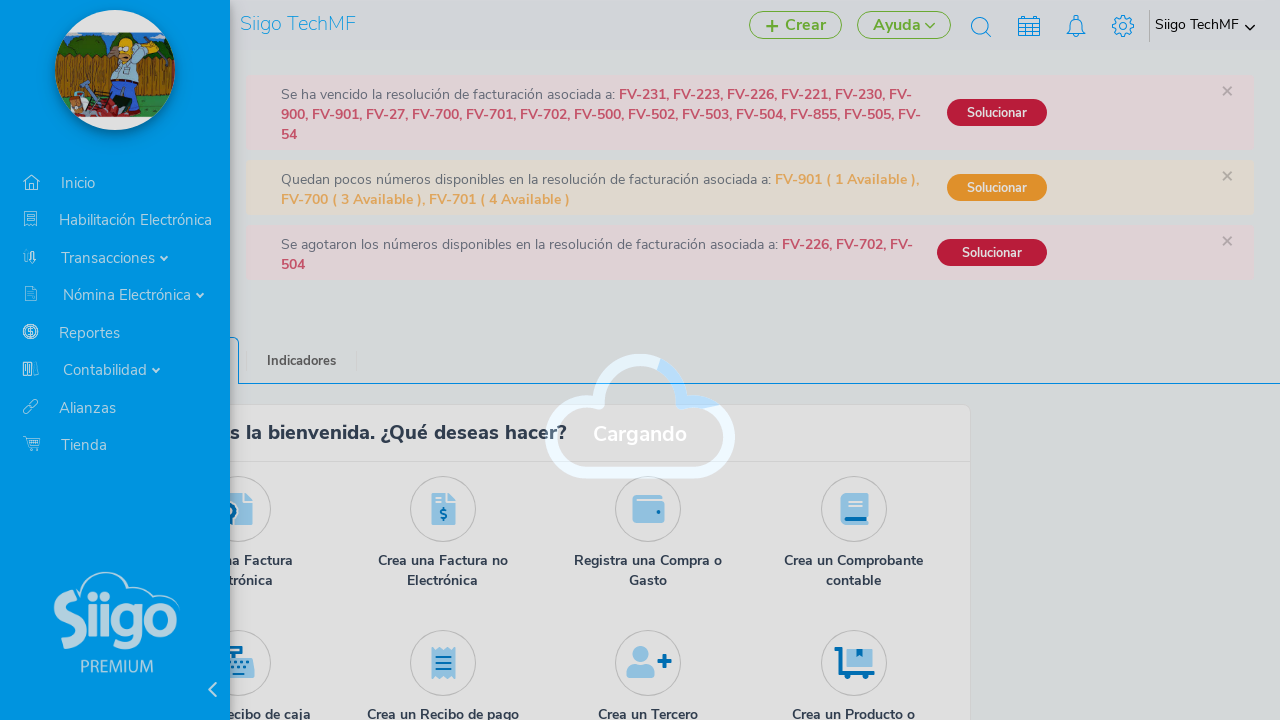 Siigo TechMF
Crear
Ayuda
Siigo TechMF
Se ha vencido la resolución de facturación asociada a: FV-231, FV-223, FV-226, FV-221, FV-230, FV-
900, FV-901, FV-27, FV-700, FV-701, FV-702, FV-500, FV-502, FV-503, FV-504, FV-855, FV-505, FV-
54
Solucionar
Quedan pocos números disponibles en la resolución de facturación asociada a: FV-901 ( 1 Available ),
FV-700 ( 3 Available ), FV-701 ( 4 Available )
Solucionar
Se agotaron los números disponibles en la resolución de facturación asociada a: FV-226, FV-702, FV-
504
Solucionar
Inicio
Habilitación Electrónica
Transacciones
Nómina Electrónica
Reportes
Contabilidad
Alianzas
Tienda
Siigo
PREMIUM
Indicadores
la bienvenida. ¿Qué deseas hacer?
Cargando
Factura
Crea una Factura no
Electrónica
Registra una Compra o
Gasto
Crea un Comprobante
contable
ecibo de caja
Crea un Recibo de pago
Crea un Tercero
Crea un Producto o